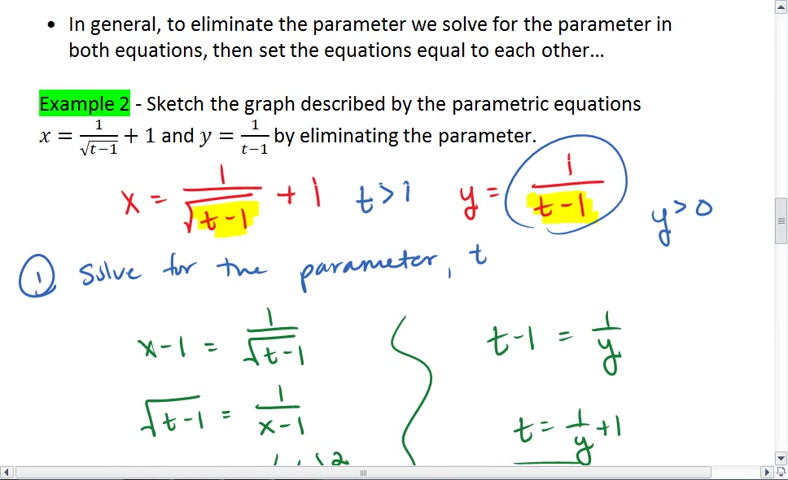 • In general, to eliminate the parameter we solve for the parameter in
both equations, then set the equations equal to each other...
Example 2 - Sketch the graph described by the parametric equations
x = 1/√(t−1) + 1 and y = 1/(t−1) by eliminating the parameter.
x = 1/√(t-1) + 1 t > 1 y = 1/(t-1) y > 0
① Solve for the parameter, t
x-1 = 1/√(t-1) t-1 = 1/y
√(t-1) = 1/(x-1) t = 1/y + 1